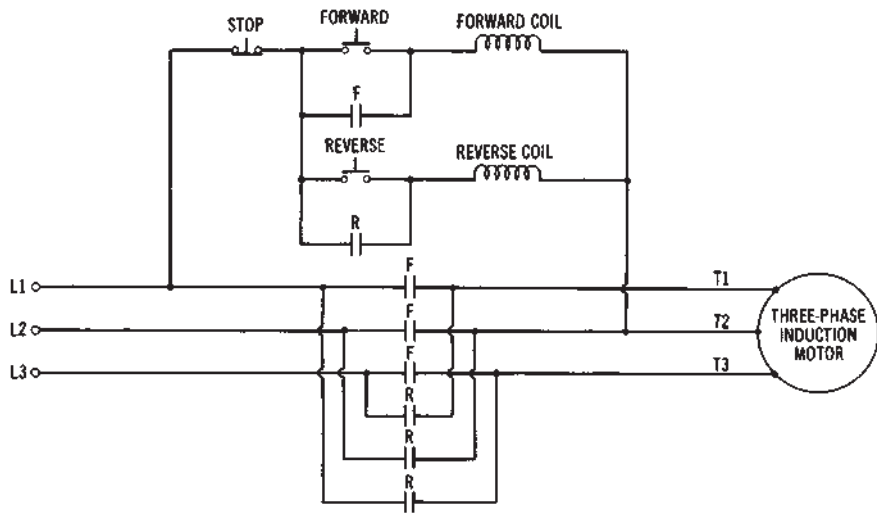 FORWARD
FORWARD COIL
STOP
F
REVERSE
REVERSE COIL
R
F
L1
T1
F
L2
T2
THREE-PHASE
INDUCTION
MOTOR
F
L3
T3
R
R
R